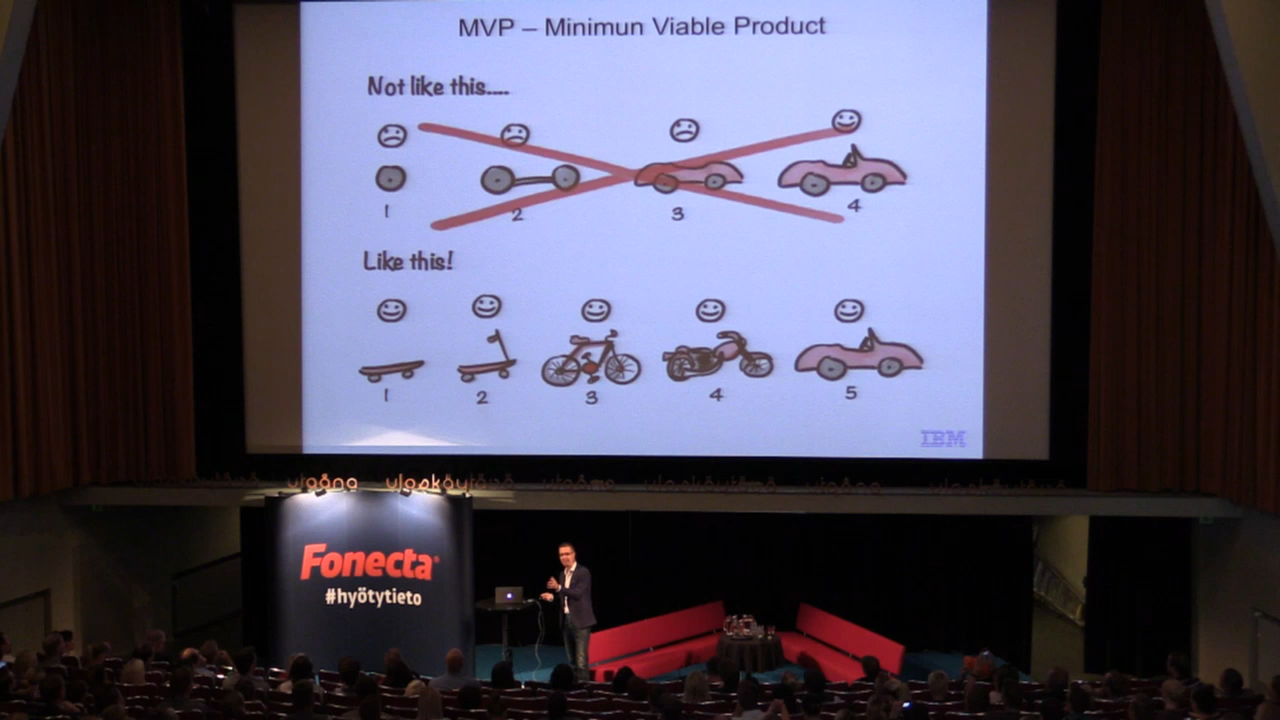 MVP – Minimun Viable Product
Not like this....
1 2 3 4
Like this!
1 2 3 4 5
IBM
Fonecta
#hyötytieto